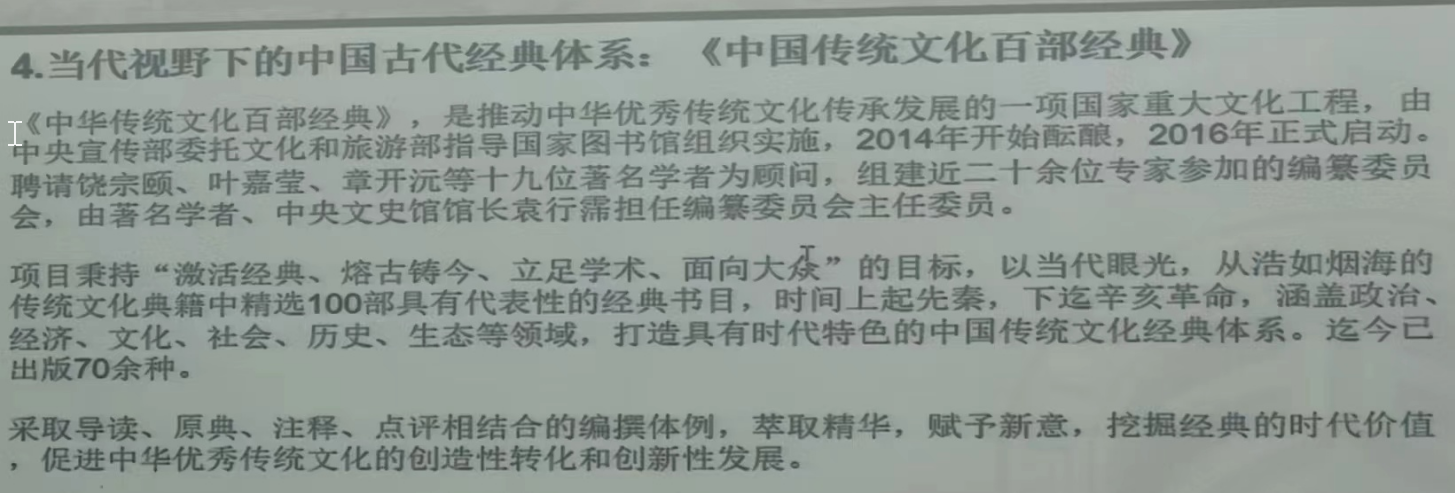 4.当代视野下的中国古代经典体系：《中国传统文化百部经典》
《中华传统文化百部经典》，是推动中华优秀传统文化传承发展的一项国家重大文化工程，由
中央宣传部委托文化和旅游部指导国家图书馆组织实施，2014年开始酝酿，2016年正式启动。
聘请饶宗颐、叶嘉莹、章开沅等十九位著名学者为顾问，组建近二十余位专家参加的编纂委员
会，由著名学者、中央文史馆馆长袁行霈担任编纂委员会主任委员。
项目秉持“激活经典、熔古铸今、立足学术、面向大众”的目标，以当代眼光，从浩如烟海的
传统文化典籍中精选100部具有代表性的经典书目，时间上起先秦，下迄辛亥革命，涵盖政治、
经济、文化、社会、历史、生态等领域，打造具有时代特色的中国传统文化经典体系。迄今已
出版70余种。
采取导读、原典、注释、点评相结合的编撰体例，萃取精华，赋予新意，挖掘经典的时代价值
，促进中华优秀传统文化的创造性转化和创新性发展。